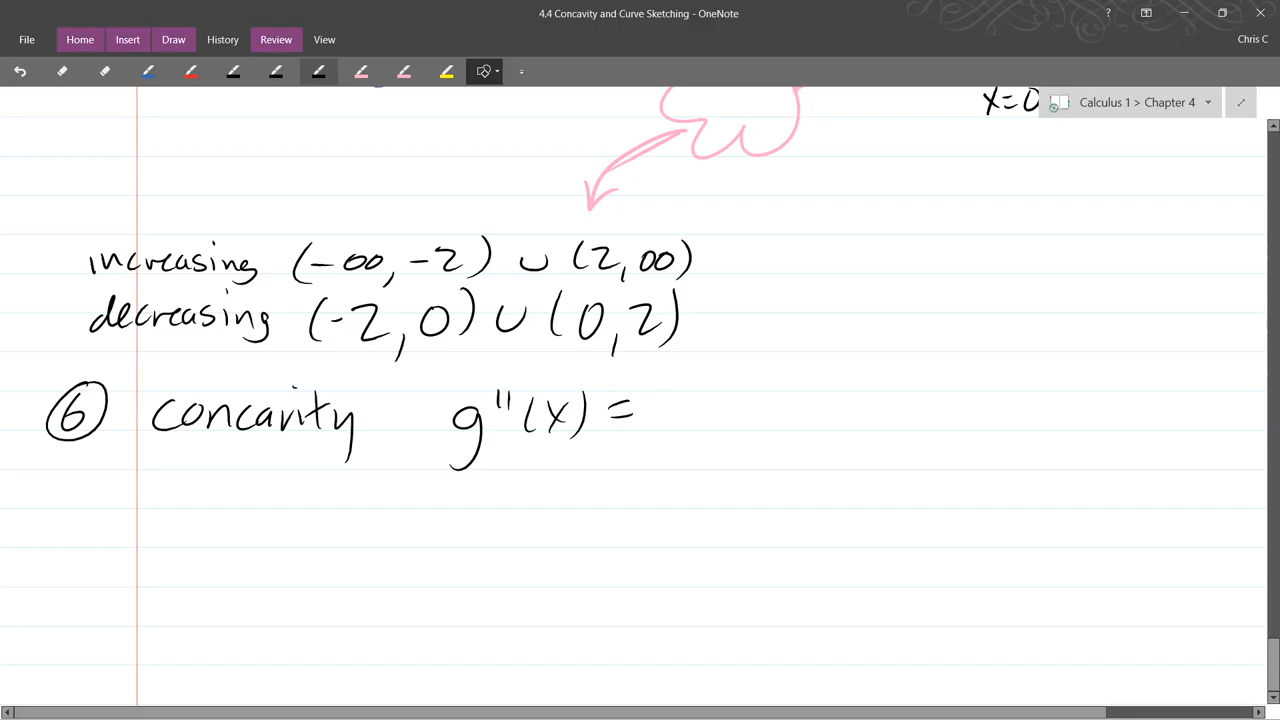 4.4 Concavity and Curve Sketching - OneNote
File Home Insert Draw History Review View
Chris C
x=0
Calculus 1 > Chapter 4
increasing (-∞, -2) ∪ (2, ∞)
decreasing (-2, 0) ∪ (0, 2)
⑥ concavity g"(x) =